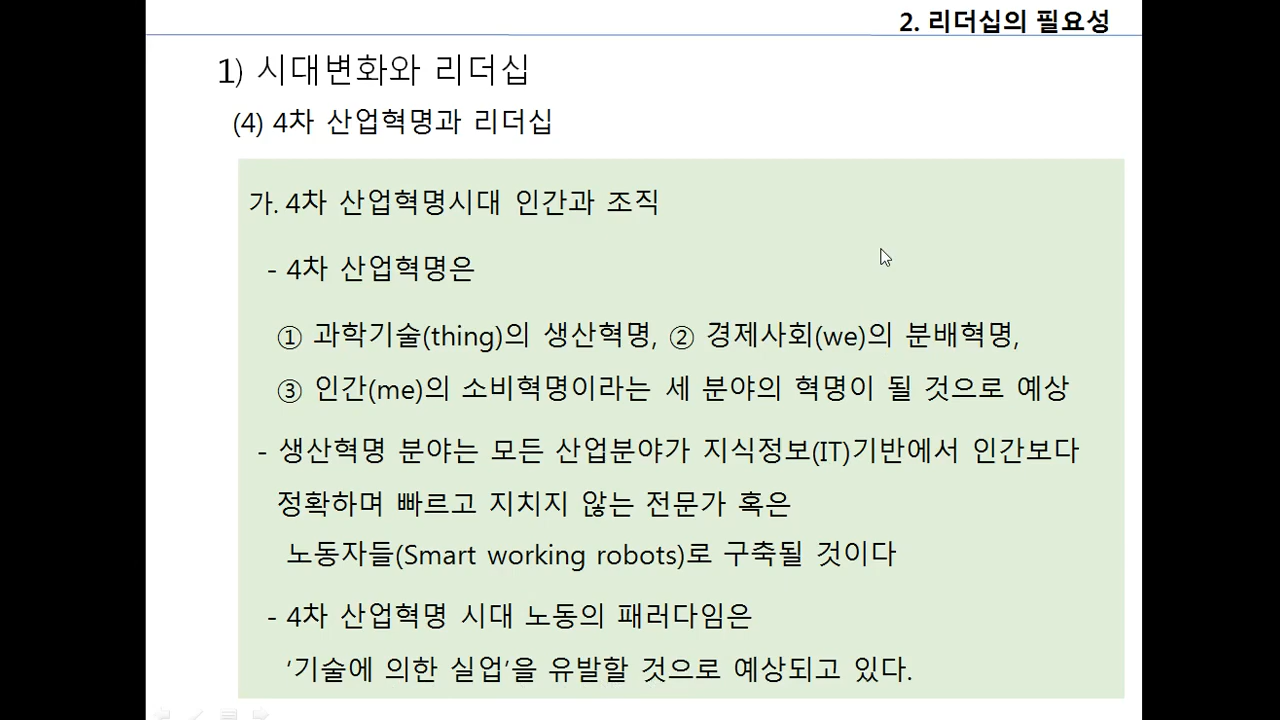 2. 리더십의 필요성
1) 시대변화와 리더십
(4) 4차 산업혁명과 리더십
가. 4차 산업혁명시대 인간과 조직
- 4차 산업혁명은
① 과학기술(thing)의 생산혁명, ② 경제사회(we)의 분배혁명,
③ 인간(me)의 소비혁명이라는 세 분야의 혁명이 될 것으로 예상
- 생산혁명 분야는 모든 산업분야가 지식정보(IT)기반에서 인간보다
정확하며 빠르고 지치지 않는 전문가 혹은
노동자들(Smart working robots)로 구축될 것이다
- 4차 산업혁명 시대 노동의 패러다임은
‘기술에 의한 실업’을 유발할 것으로 예상되고 있다.